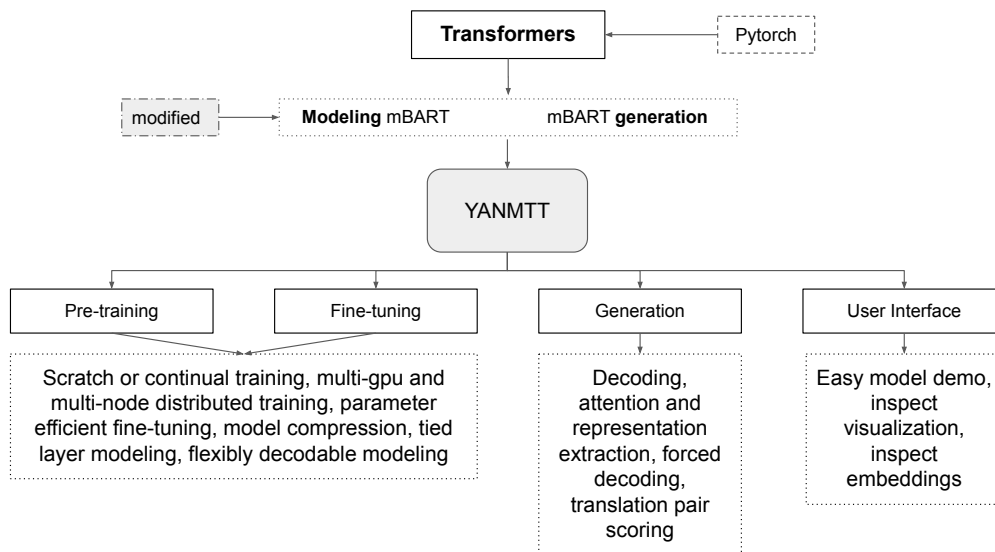 Transformers
Pytorch
modified
Modeling mBART
mBART generation
YANMTT
Pre-training
Fine-tuning
Generation
User Interface
Scratch or continual training, multi-gpu and
multi-node distributed training, parameter
efficient fine-tuning, model compression, tied
layer modeling, flexibly decodable modeling
Decoding,
attention and
representation
extraction, forced
decoding,
translation pair
scoring
Easy model demo,
inspect
visualization,
inspect
embeddings